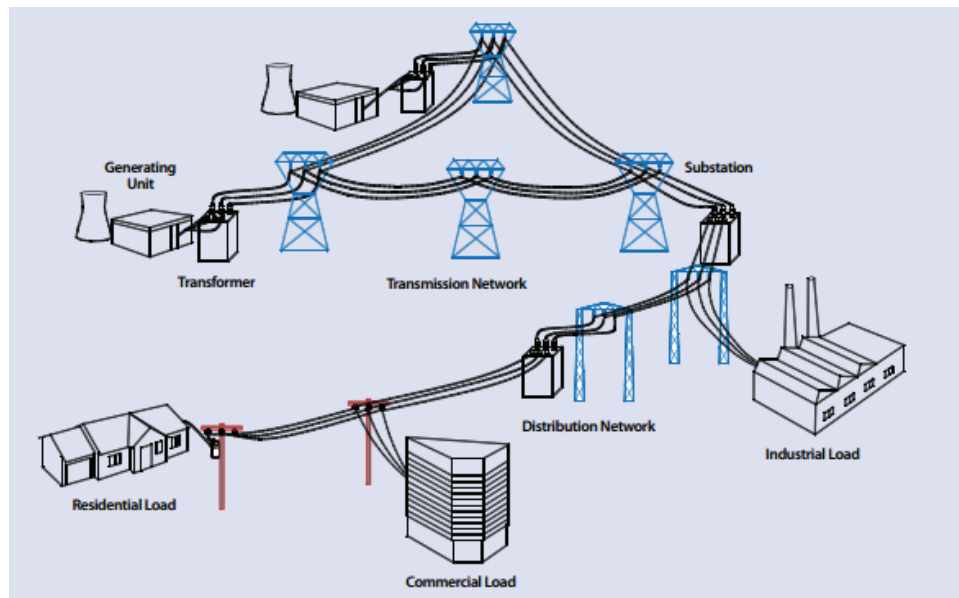 Generating
Unit
Substation
Transformer
Transmission Network
Distribution Network
Industrial Load
Residential Load
Commercial Load